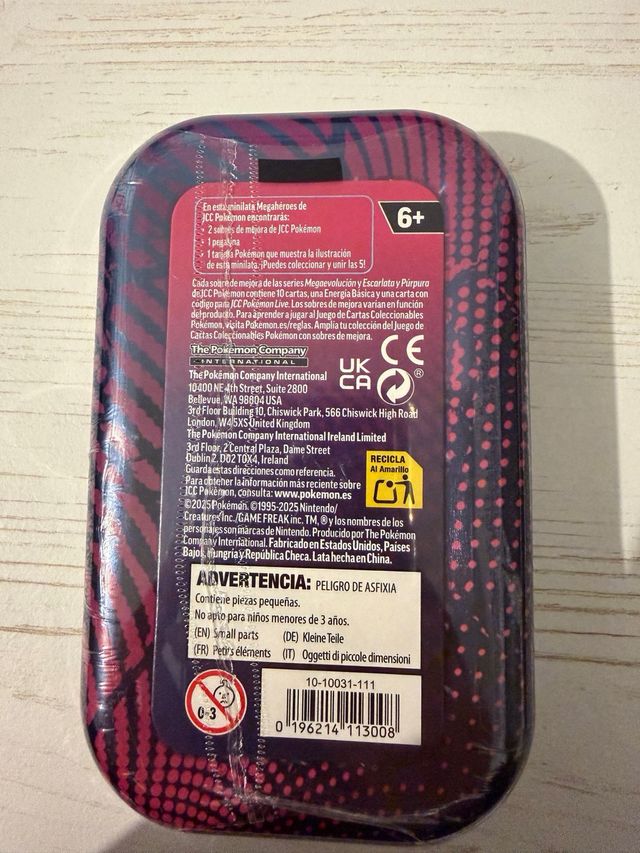 En esta minilata Megahéroes de
JCC Pokémon encontrarás:
6+
• 2 sobres de mejora de JCC Pokémon
• 1 pegatina
• 1 tarjeta Pokémon que muestra la ilustración
de esta minilata. ¡Puedes coleccionar y unir las 5!
Cada sobre de mejora de las series Megaevolución y Escarlata y Púrpura
de JCC Pokémon contiene 10 cartas, una Energía Básica y una carta con
código para JCC Pokémon Live. Los sobres de mejora varían en función
del producto. Para aprender a jugar al Juego de Cartas Coleccionables
Pokémon, visita Pokemon.es/reglas. Amplía tu colección del Juego de
Cartas Coleccionables Pokémon con sobres de mejora.
The Pokémon Company
INTERNATIONAL
UK
CA
CE
®
The Pokémon Company International
10400 NE 4th Street, Suite 2800
Bellevue, WA 98004 USA
3rd Floor Building 10, Chiswick Park, 566 Chiswick High Road
London, W4 5XS United Kingdom
The Pokémon Company International Ireland Limited
3rd Floor, 2 Central Plaza, Dame Street
Dublin 2, D02 T0X4, Ireland
Guarda estas direcciones como referencia.
Para obtener la información más reciente sobre
JCC Pokémon, consulta: www.pokemon.es
RECICLA
Al Amarillo
©2025 Pokémon. ©1995-2025 Nintendo/
Creatures Inc./GAME FREAK inc. TM, ® y los nombres de los
personajes son marcas de Nintendo. Producido por The Pokémon
Company International. Fabricado en Estados Unidos, Países
Bajos, Hungría y República Checa. Lata hecha en China.
ADVERTENCIA: PELIGRO DE ASFIXIA
Contiene piezas pequeñas.
No apto para niños menores de 3 años.
(EN) Small parts (DE) Kleine Teile
(FR) Petits éléments (IT) Oggetti di piccole dimensioni
0-3
10-10031-111
0 196214 113008